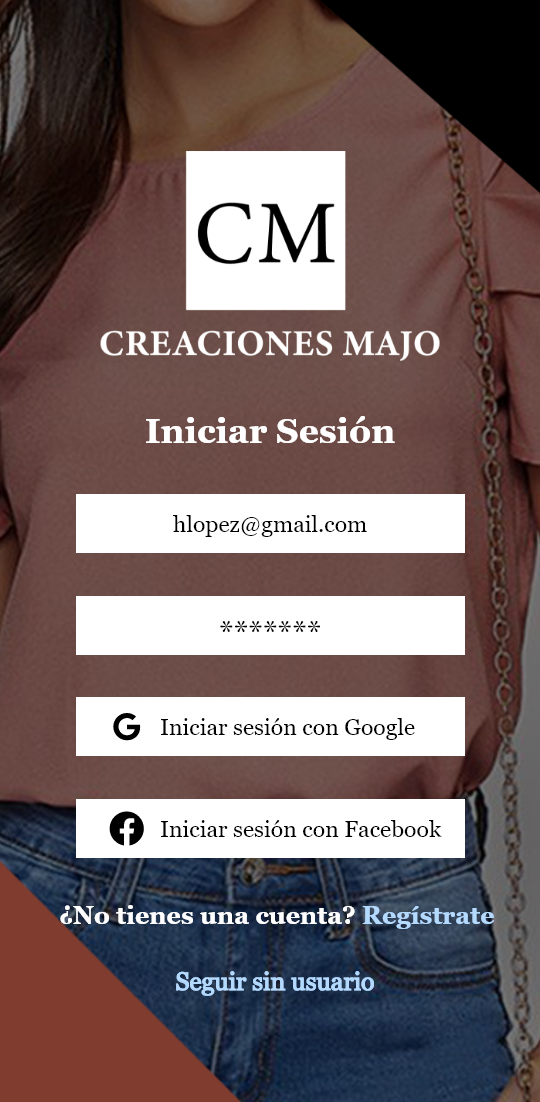 CM
CREACIONES MAJO
Iniciar Sesión
hlopez@gmail.com
*******
Iniciar sesión con Google
Iniciar sesión con Facebook
¿No tienes una cuenta? Regístrate
Seguir sin usuario